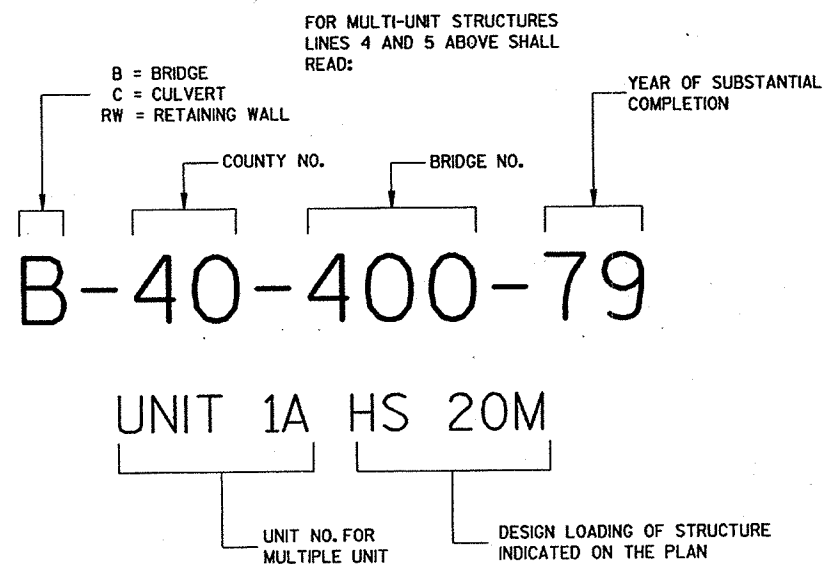 FOR MULTI-UNIT STRUCTURES
LINES 4 AND 5 ABOVE SHALL
READ:
B = BRIDGE
C = CULVERT
RW = RETAINING WALL
YEAR OF SUBSTANTIAL
COMPLETION
COUNTY NO.
BRIDGE NO.
B-40-400-79
UNIT 1A HS 20M
UNIT NO. FOR
MULTIPLE UNIT
DESIGN LOADING OF STRUCTURE
INDICATED ON THE PLAN